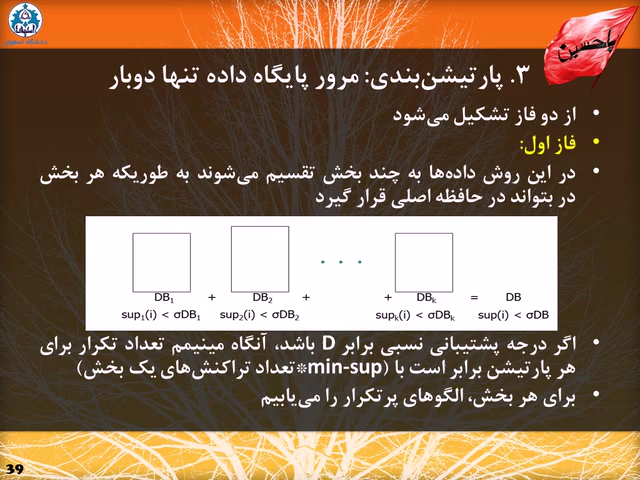 دانشگاه اصفهان
یاحسین
۳. پارتیشن‌بندی: مرور پایگاه داده تنها دوبار
• از دو فاز تشکیل می‌شود
• فاز اول:
• در این روش داده‌ها به چند بخش تقسیم می‌شوند به طوریکه هر بخش
در بتواند در حافظه اصلی قرار گیرد
DB1 + DB2 + + DBk = DB
sup1(i) < σDB1 sup2(i) < σDB2 supk(i) < σDBk sup(i) < σDB
• اگر درجه پشتیبانی نسبی برابر D باشد، آنگاه مینیمم تعداد تکرار برای
هر پارتیشن برابر است با (min-sup*تعداد تراکنش‌های یک بخش)
• برای هر بخش، الگوهای پرتکرار را می‌یابیم
39